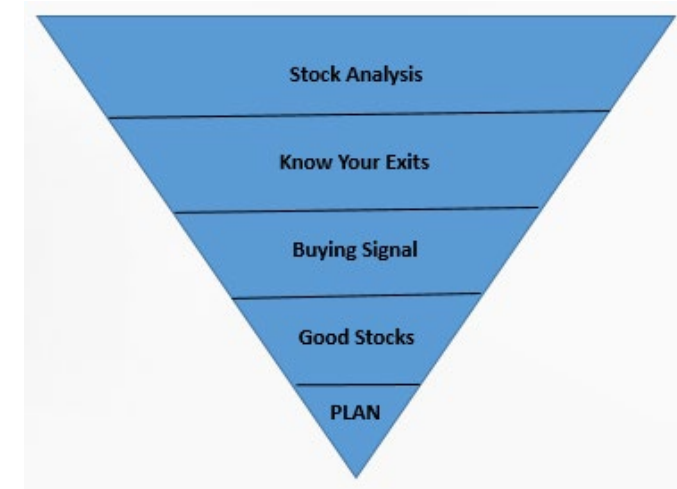 Stock Analysis
Know Your Exits
Buying Signal
Good Stocks
PLAN